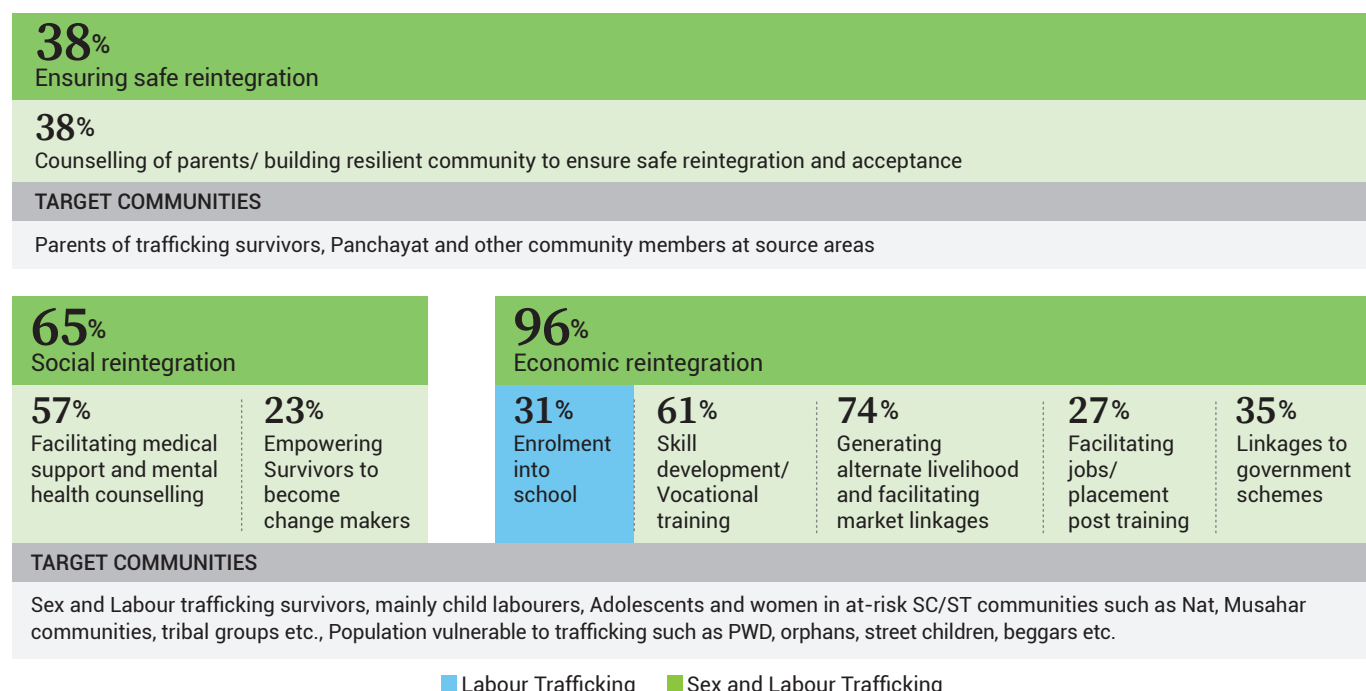 38%
Ensuring safe reintegration
38%
Counselling of parents/ building resilient community to ensure safe reintegration and acceptance
TARGET COMMUNITIES
Parents of trafficking survivors, Panchayat and other community members at source areas
65%
Social reintegration
57%
Facilitating medical
support and mental
health counselling
23%
Empowering
Survivors to
become
change makers
96%
Economic reintegration
31%
Enrolment
into
school
61%
Skill
development/
Vocational
training
74%
Generating
alternate livelihood
and facilitating
market linkages
27%
Facilitating
jobs/
placement
post training
35%
Linkages to
government
schemes
TARGET COMMUNITIES
Sex and Labour trafficking survivors, mainly child labourers, Adolescents and women in at-risk SC/ST communities such as Nat, Musahar
communities, tribal groups etc., Population vulnerable to trafficking such as PWD, orphans, street children, beggars etc.
Labour Trafficking
Sex and Labour Trafficking